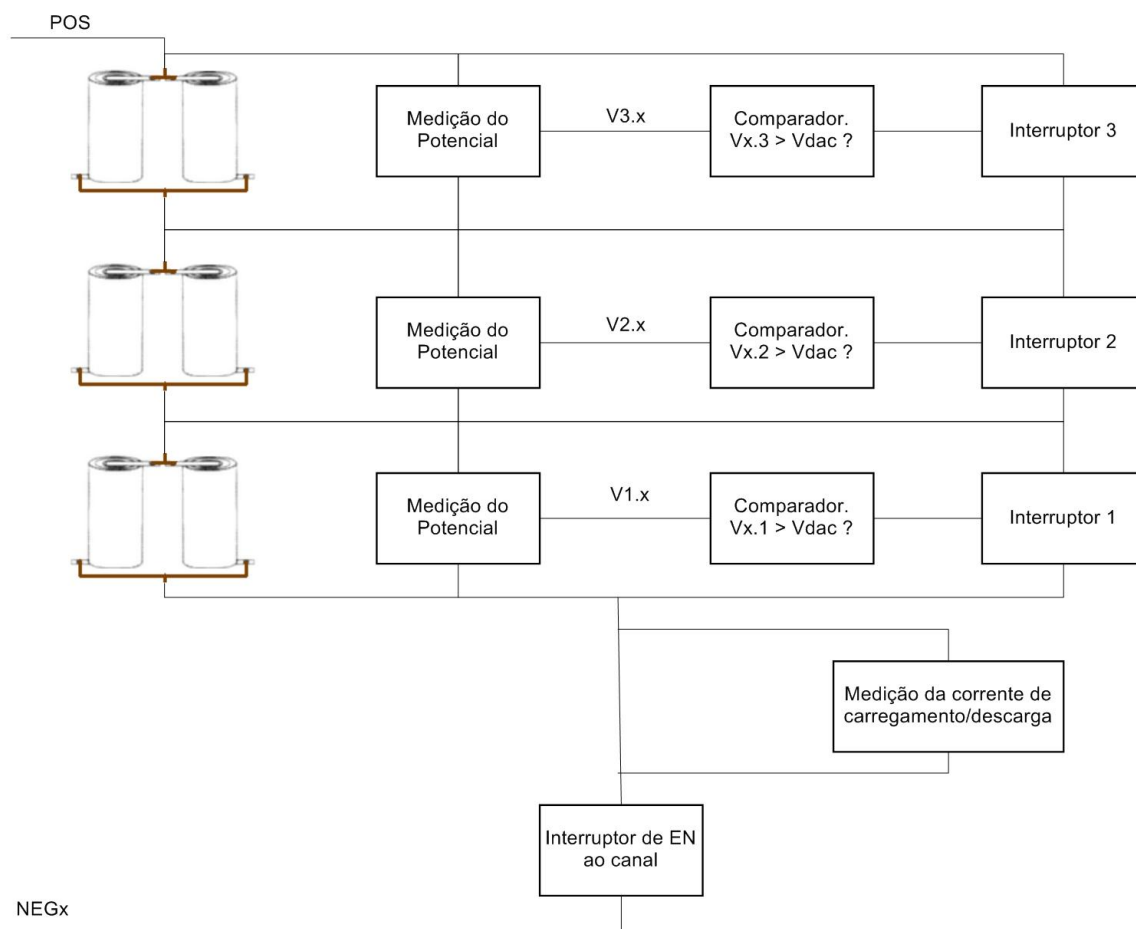 POS
Medição do
Potencial
V3.x
Comparador.
Vx.3 > Vdac ?
Interruptor 3
Medição do
Potencial
V2.x
Comparador.
Vx.2 > Vdac ?
Interruptor 2
Medição do
Potencial
V1.x
Comparador.
Vx.1 > Vdac ?
Interruptor 1
Medição da corrente de
carregamento/descarga
Interruptor de EN
ao canal
NEGx